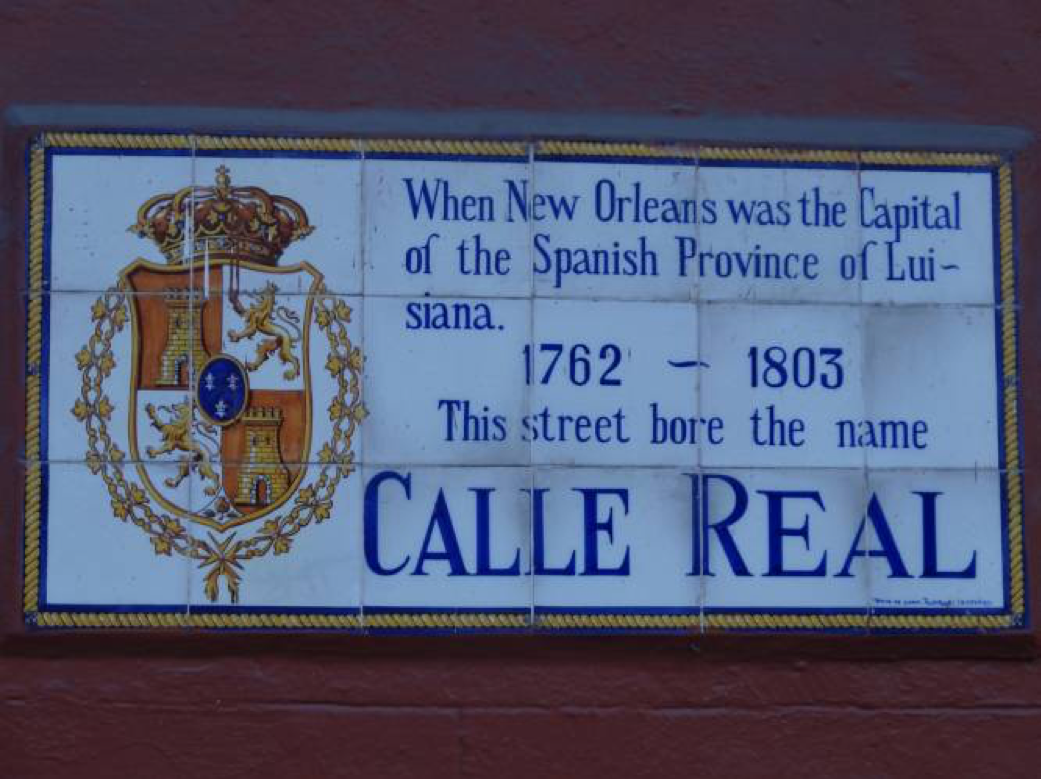 When New Orleans was the Capital
of the Spanish Province of Lui-
siana.
1762 ~ 1803
This street bore the name
CALLE REAL